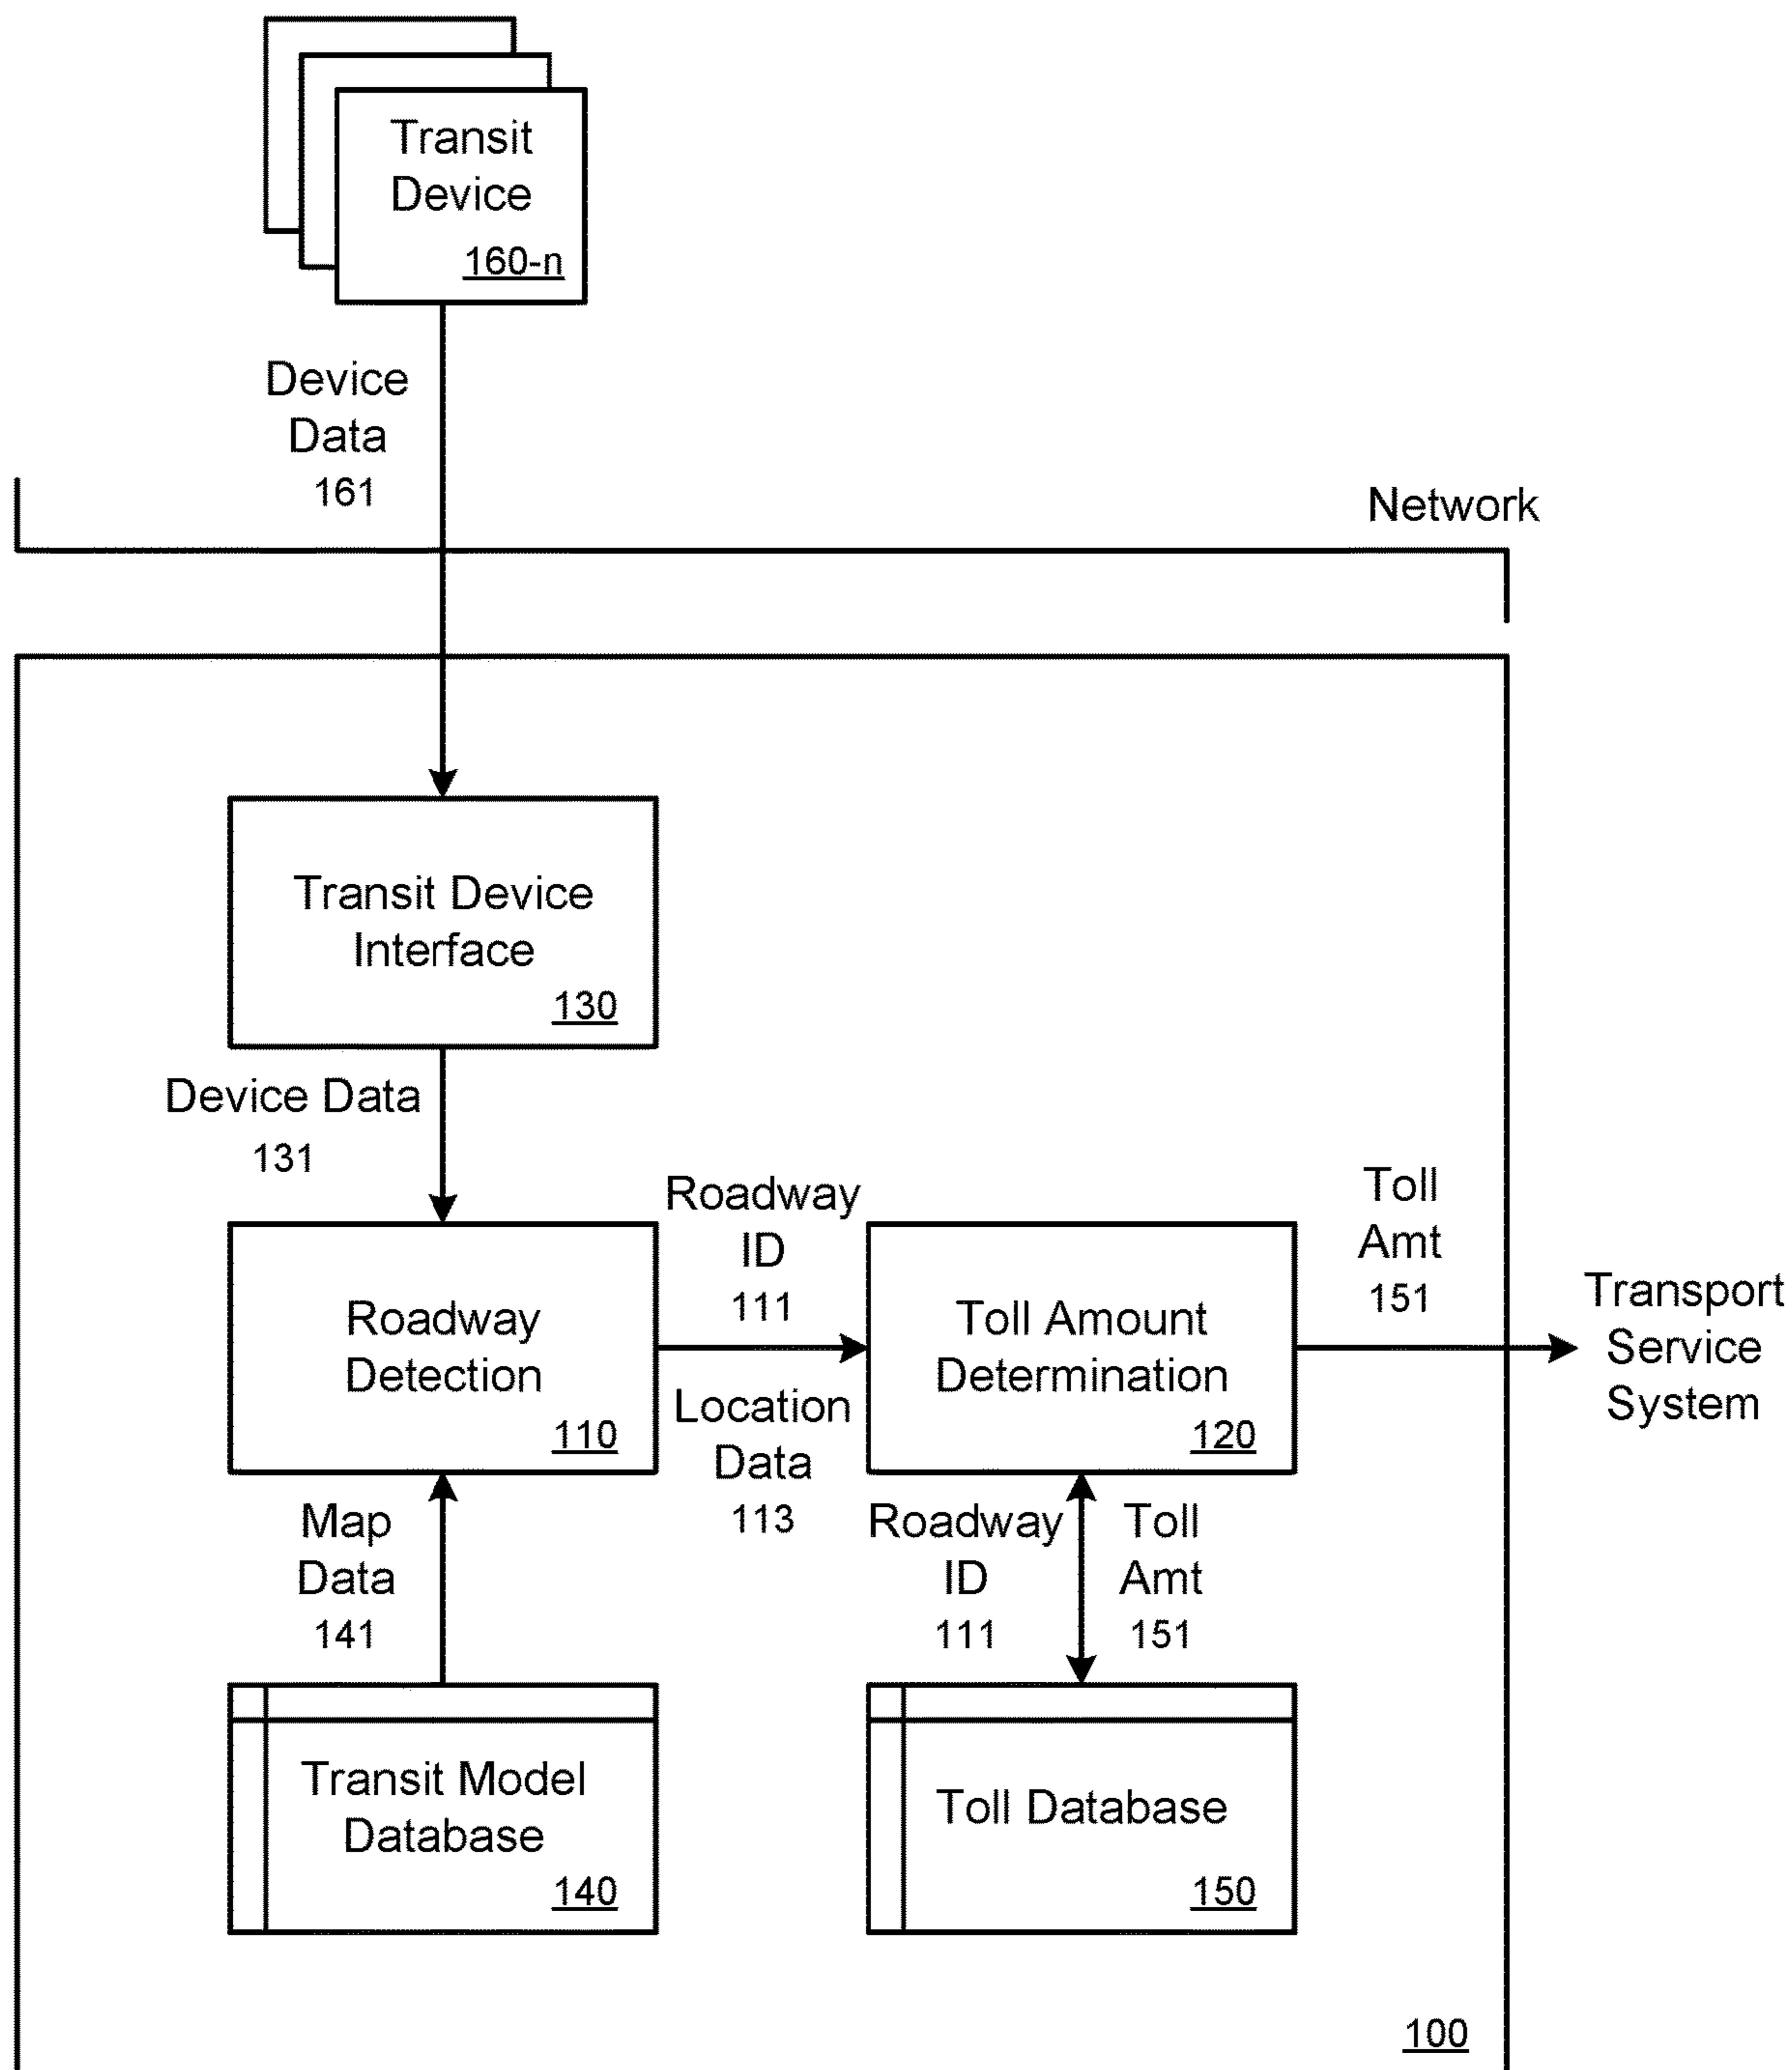 Transit
Device
160-n
Device
Data
161
Network
Transit Device
Interface
130
Device Data
131
Roadway
ID
111
Toll
Amt
151
Roadway
Detection
110
Location
Data
113
Toll Amount
Determination
120
Transport
Service
System
Map
Data
141
Roadway
ID
111
Toll
Amt
151
Transit Model
Database
140
Toll Database
150
100